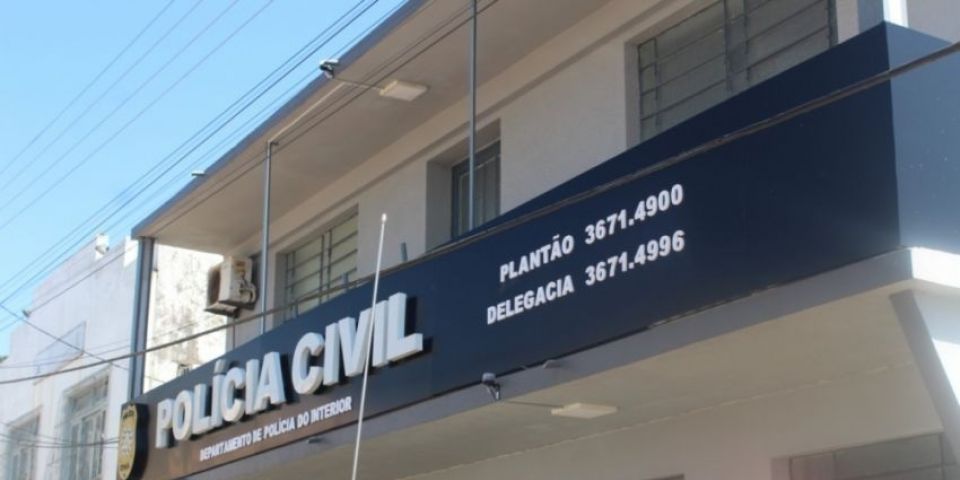 POLÍCIA CIVIL
DEPARTAMENTO DE POLÍCIA DO INTERIOR
PLANTÃO 3671.4900
DELEGACIA 3671.4996